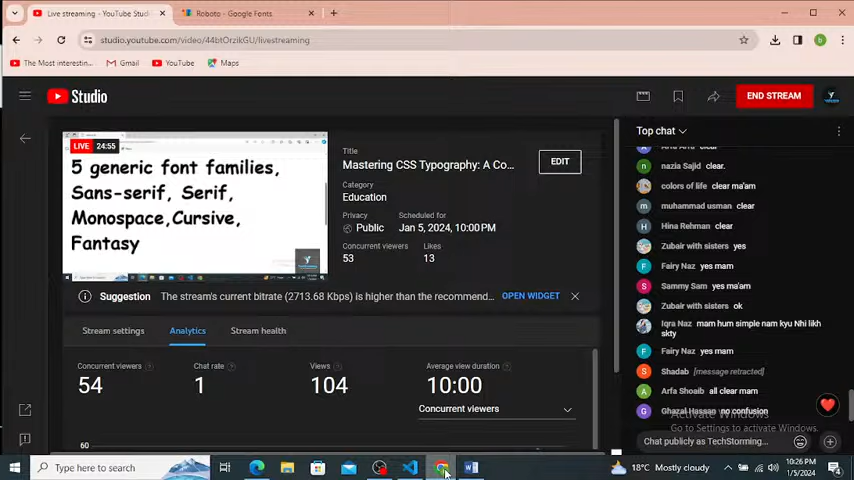 Live streaming - YouTube Studi
Roboto - Google Fonts
studio.youtube.com/video/44btOrzikGU/livestreaming
The Most interestin...
Gmail
YouTube
Maps
Studio
END STREAM
LIVE 24:55
5 generic font families,
Sans-serif, Serif,
Monospace,Cursive,
Fantasy
Title
Mastering CSS Typography: A Co...
EDIT
Category
Education
Privacy
Public
Scheduled for
Jan 5, 2024, 10:00 PM
Concurrent viewers
53
Likes
13
Suggestion The stream's current bitrate (2713.68 Kbps) is higher than the recommend...
OPEN WIDGET
Stream settings
Analytics
Stream health
Concurrent viewers
54
Chat rate
1
Views
104
Average view duration
10:00
Concurrent viewers
60
Top chat
clear
nazia Sajid clear.
colors of life clear ma'am
muhammad usman clear
Hina Rehman clear
Zubair with sisters yes
Fairy Naz yes mam
Sammy Sam yes ma'am
Zubair with sisters ok
Iqra Naz mam hum simple nam kyu Nhi likh
skty
Fairy Naz yes mam
Shadab [message retracted]
Arfa Shoaib all clear mam
Ghazal Hassan no confusion
Activate Windows
Go to Settings to activate Windows.
Chat publicly as TechStorming...
Type here to search
18°C Mostly cloudy
10:26 PM
1/5/2024